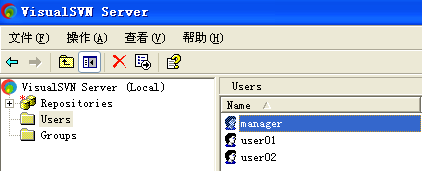 VisualSVN Server
文件(F) 操作(A) 查看(V) 帮助(H)
VisualSVN Server (Local)
Repositories
Users
Groups
Users
Name
manager
user01
user02